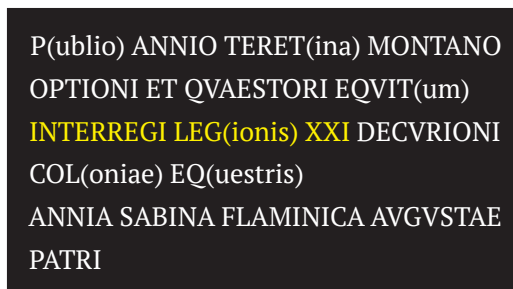 P(ublio) ANNIO TERET(ina) MONTANO
OPTIONI ET QVAESTORI EQVIT(um)
INTERREGI LEG(ionis) XXI DECVRIONI
COL(oniae) EQ(uestris)
ANNIA SABINA FLAMINICA AVGVSTAE
PATRI